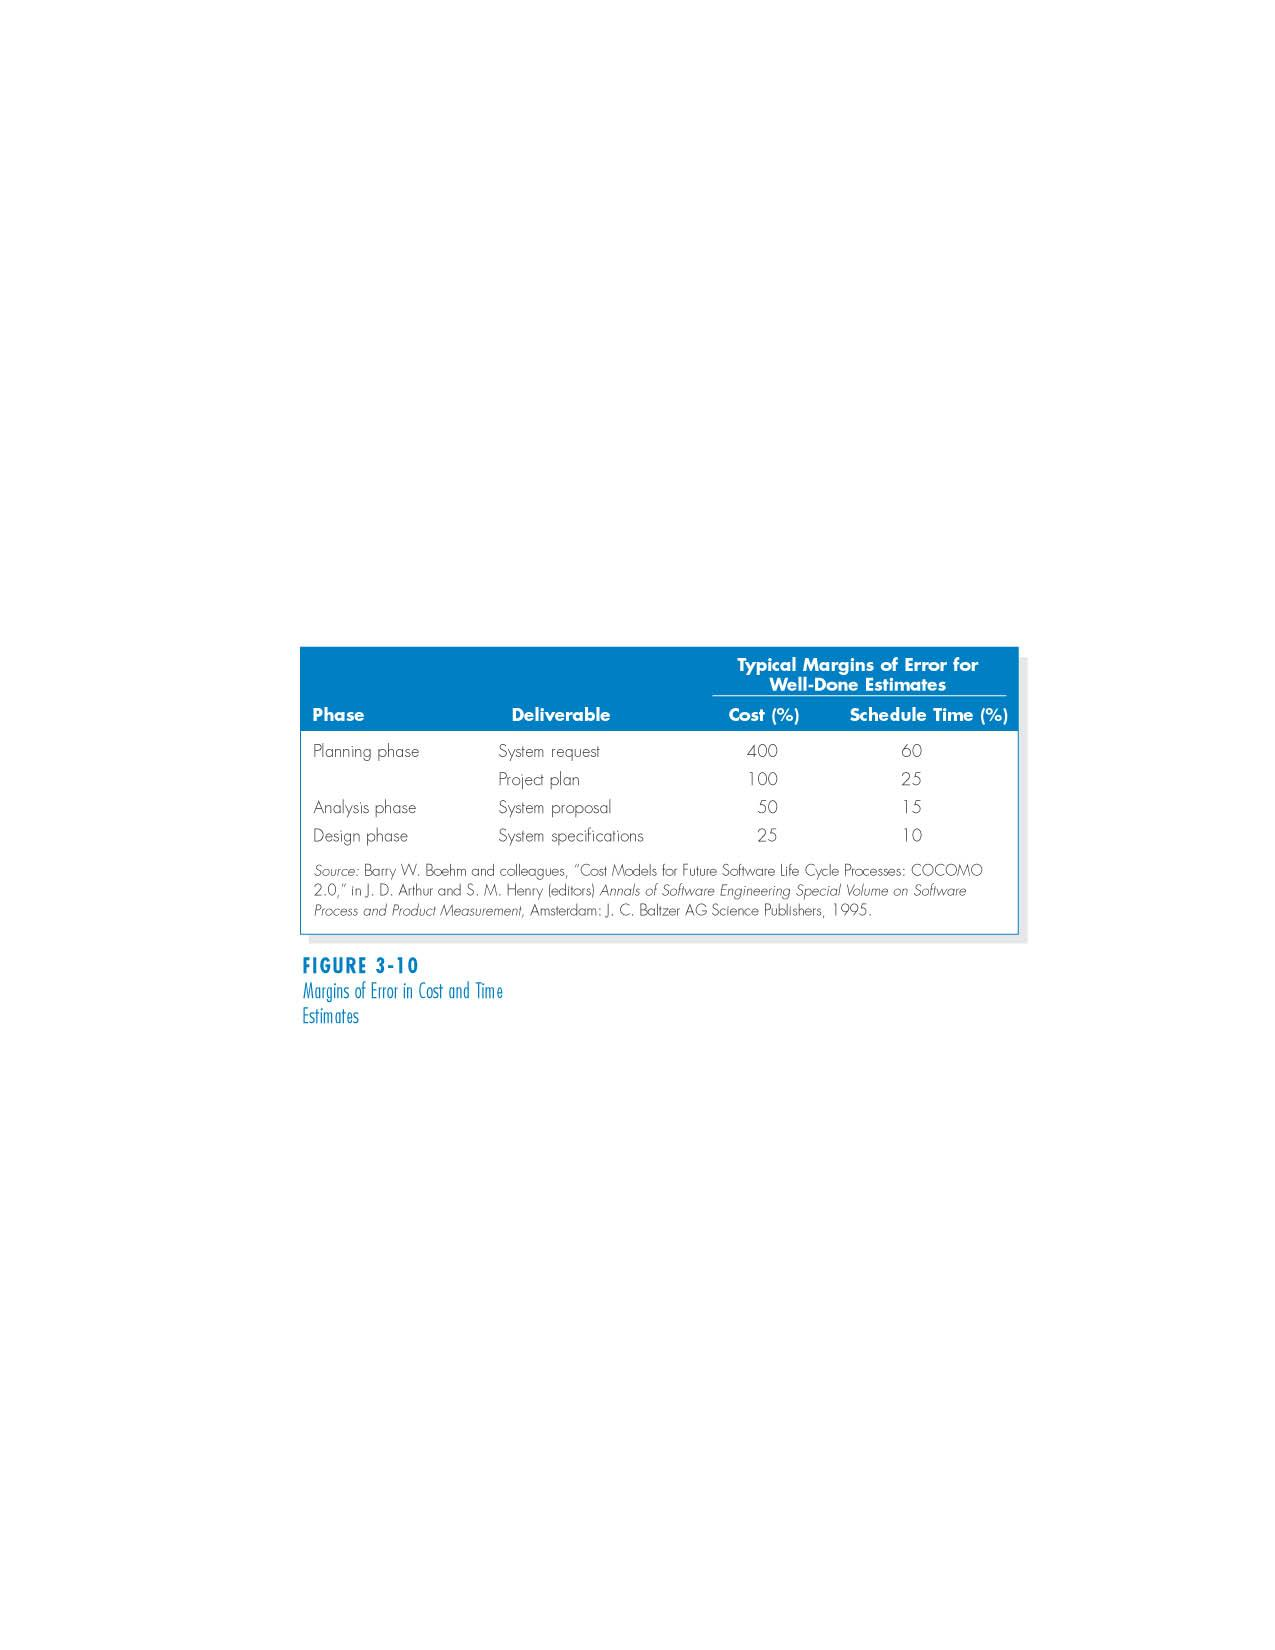 Typical Margins of Error for
Well-Done Estimates
Phase Deliverable Cost (%) Schedule Time (%)
Planning phase System request 400 60
Project plan 100 25
Analysis phase System proposal 50 15
Design phase System specifications 25 10
Source: Barry W. Boehm and colleagues, “Cost Models for Future Software Life Cycle Processes: COCOMO
2.0,” in J. D. Arthur and S. M. Henry (editors) Annals of Software Engineering Special Volume on Software
Process and Product Measurement, Amsterdam: J. C. Baltzer AG Science Publishers, 1995.
FIGURE 3-10
Margins of Error in Cost and Time
Estimates